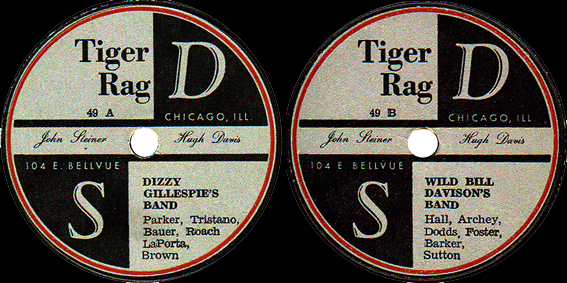 Tiger
Rag
49 A
D
CHICAGO, ILL.
John Steiner
Hugh Davis
104 E. BELLVUE
S
DIZZY
GILLESPIE'S
BAND
Parker, Tristano,
Bauer, Roach
LaPorta,
Brown
Tiger
Rag
49 B
D
CHICAGO, ILL
John Steiner
Hugh Davis
104 E. BELLVUE
S
WILD BILL
DAVISON'S
BAND
Hall, Archey,
Dodds, Foster,
Barker,
Sutton